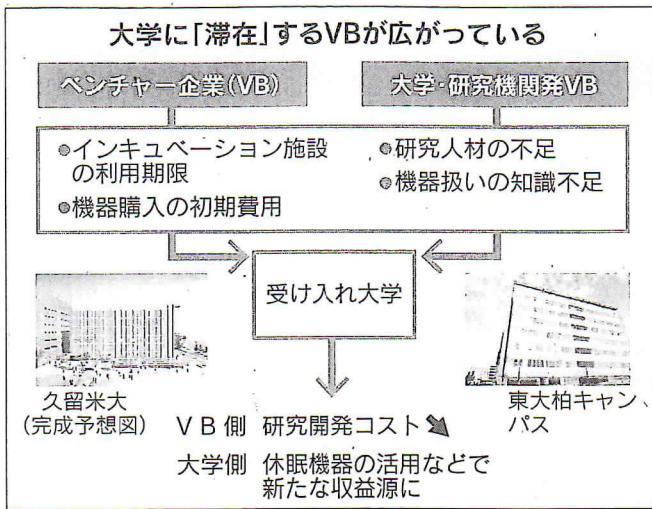 大学に「滞在」するVBが広がっている
ベンチャー企業(VB)
大学・研究機関発VB
●インキュベーション施設
の利用期限
●機器購入の初期費用
●研究人材の不足
●機器扱いの知識不足
受け入れ大学
久留米大
(完成予想図)
東大柏キャン
パス
VB側 研究開発コスト↘
大学側 休眠機器の活用などで
新たな収益源に